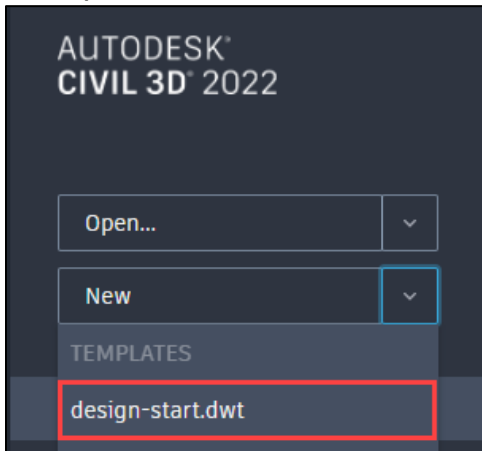 AUTODESK®
CIVIL 3D® 2022
Open...
New
TEMPLATES
design-start.dwt